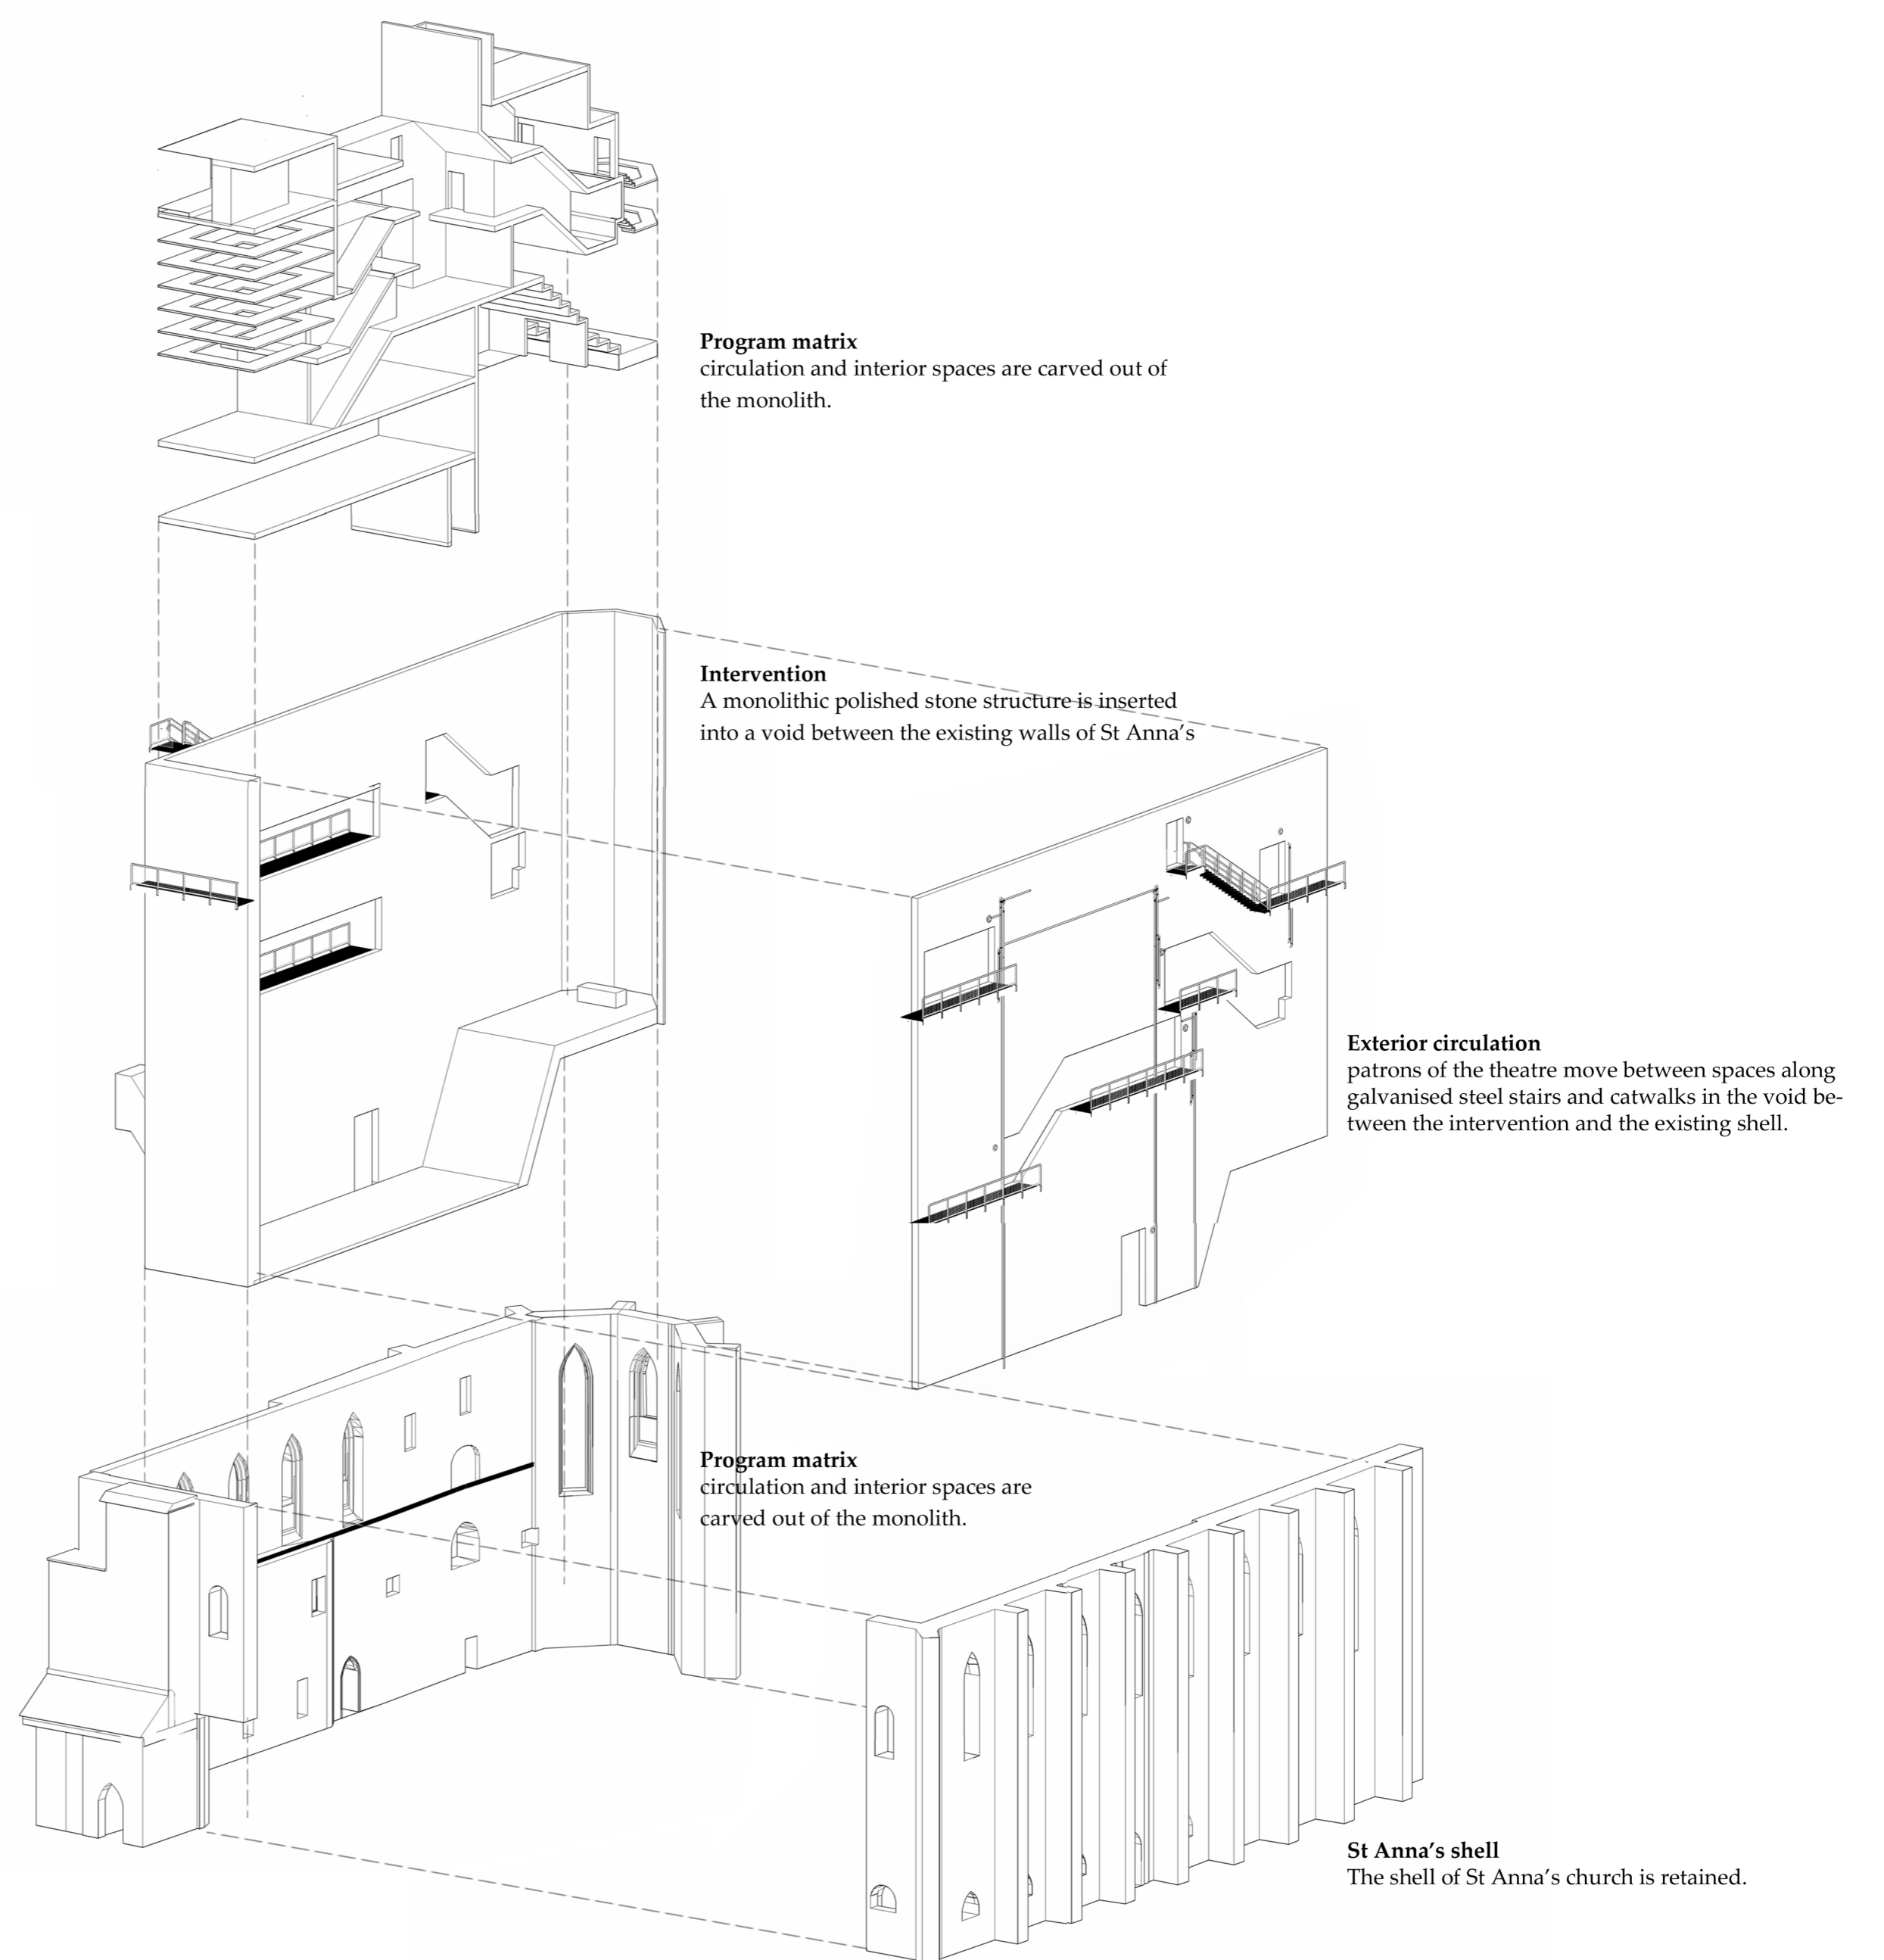 Program matrix
circulation and interior spaces are carved out of
the monolith.
Intervention
A monolithic polished stone structure is inserted
into a void between the existing walls of St Anna’s
Exterior circulation
patrons of the theatre move between spaces along
galvanised steel stairs and catwalks in the void be-
tween the intervention and the existing shell.
Program matrix
circulation and interior spaces are
carved out of the monolith.
St Anna’s shell
The shell of St Anna’s church is retained.